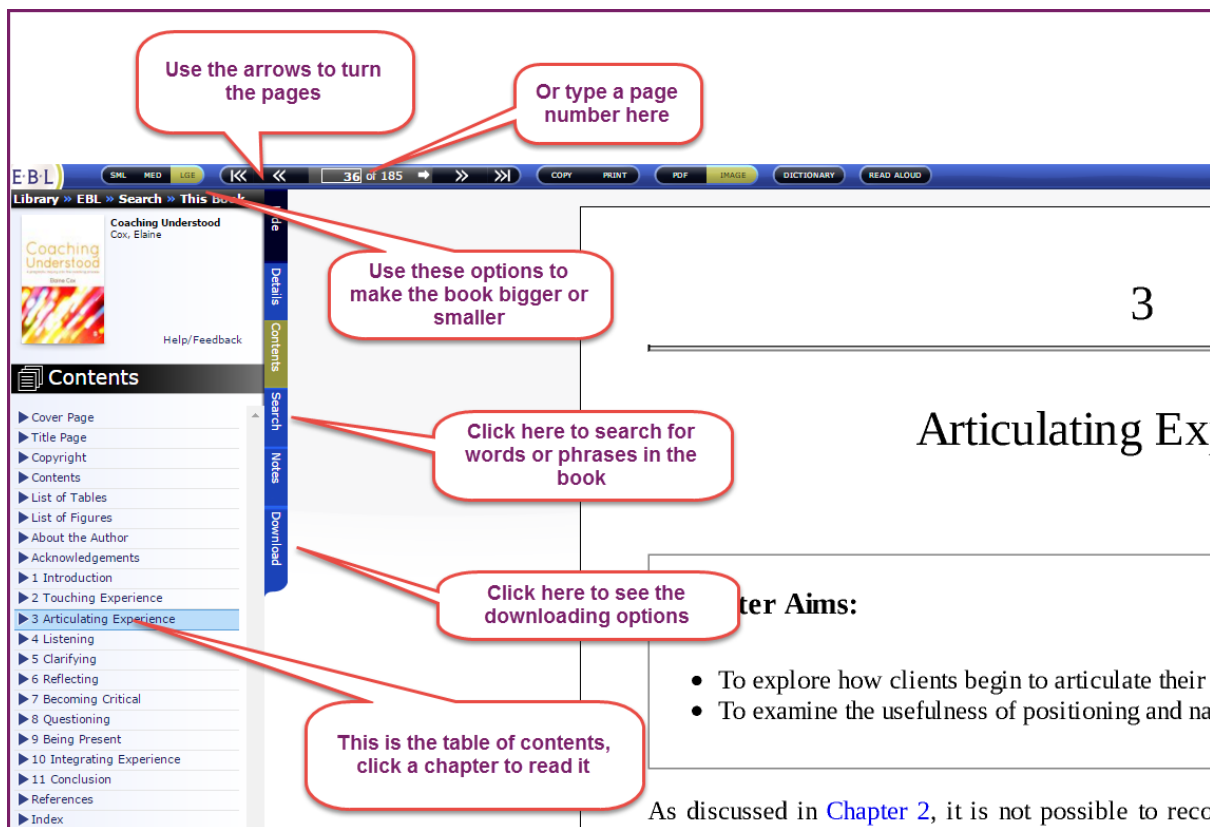 Use the arrows to turn
the pages
Or type a page
number here
E·B·L
SML MED LGE
36 of 185
COPY PRINT
PDF IMAGE
DICTIONARY
READ ALOUD
Library » EBL » Search » This Book
Coaching Understood
Cox, Elaine
Coaching
Understood
Elaine Cox
Help/Feedback
Details
Contents
Search
Notes
Download
Use these options to
make the book bigger or
smaller
Contents
Cover Page
Title Page
Copyright
Contents
List of Tables
List of Figures
About the Author
Acknowledgements
1 Introduction
2 Touching Experience
3 Articulating Experience
4 Listening
5 Clarifying
6 Reflecting
7 Becoming Critical
8 Questioning
9 Being Present
10 Integrating Experience
11 Conclusion
References
Index
Click here to search for
words or phrases in the
book
Click here to see the
downloading options
This is the table of contents,
click a chapter to read it
3
Articulating Ex
ter Aims:
• To explore how clients begin to articulate their
• To examine the usefulness of positioning and na
As discussed in Chapter 2, it is not possible to reco